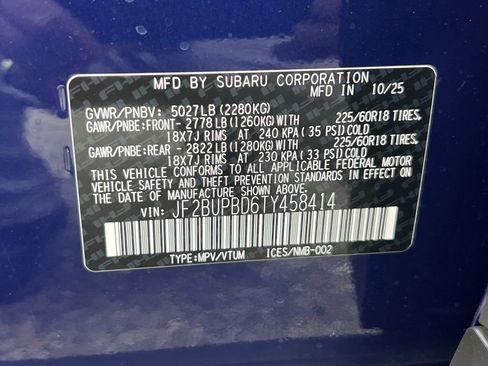 MFD BY SUBARU CORPORATION
MFD IN 10/25
GVWR/PNBV: 5027LB (2280KG)
GAWR/PNBE:FRONT- 2778 LB (1260KG)WITH 225/60R18 TIRES,
18X7J RIMS AT 240 KPA ( 35 PSI)COLD
GAWR/PNBE:REAR - 2822LB (1280KG)WITH 225/60R18 TIRES,
18X7J RIMS AT 230 KPA ( 33 PSI)COLD
THIS VEHICLE CONFORMS TO ALL APPLICABLE FEDERAL MOTOR
VEHICLE SAFETY AND THEFT PREVENTION STANDARDS IN EFFECT ON
THE DATE OF MANUFACTURE SHOWN ABOVE.
VIN: JF2BUPBD6TY458414
TYPE:MPV/VTUM ICES/NMB-002